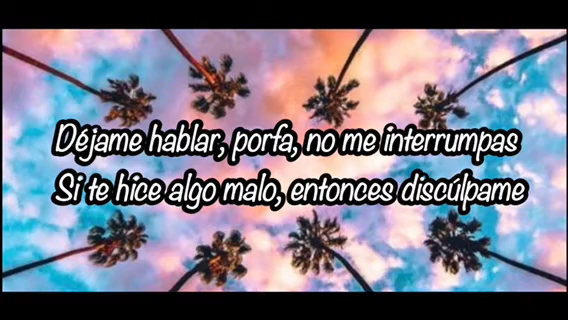 Déjame hablar, porfa, no me interrumpas
Si te hice algo malo, entonces discúlpame